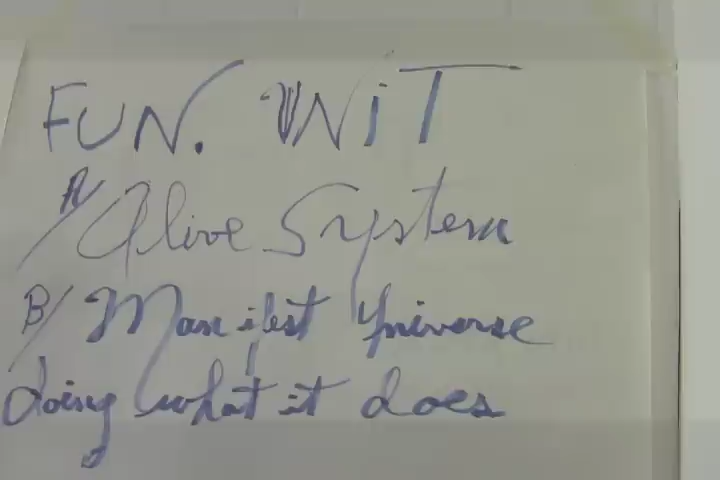 FUN. UNiT
A/ Alive System
B/ Manifest Universe
doing what it does